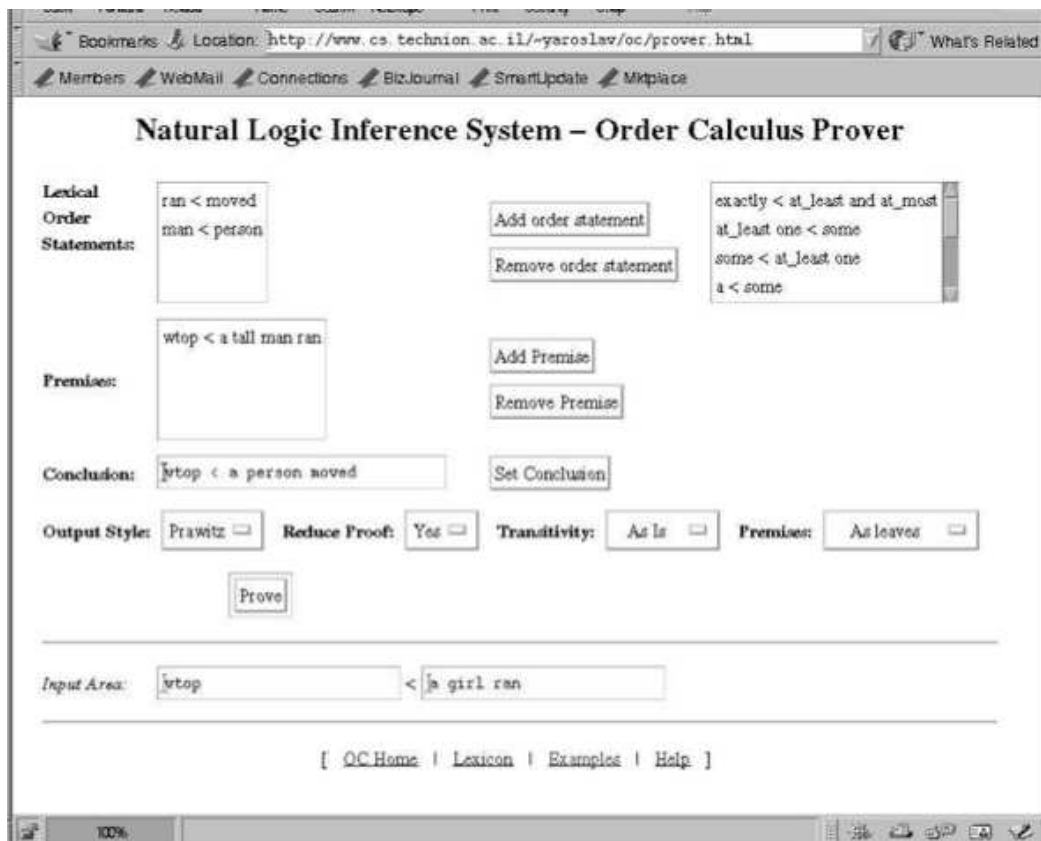 Bookmarks Location: http://www.cs.technion.ac.il/~yaroslav/oc/prover.html What's Related
Members WebMail Connections BizJournal SmartUpdate Mktplace
Natural Logic Inference System – Order Calculus Prover
Lexical Order Statements:
ran < moved
man < person
Add order statement
Remove order statement
exactly < at_least and at_most
at_least one < some
some < at_least one
a < some
Premises:
wtop < a tall man ran
Add Premise
Remove Premise
Conclusion: wtop < a person moved Set Conclusion
Output Style: Prawitz Reduce Proof: Yes Transitivity: As Is Premises: As leaves
Prove
Input Area: wtop < a girl ran
[ OC Home | Lexicon | Examples | Help ]
100%